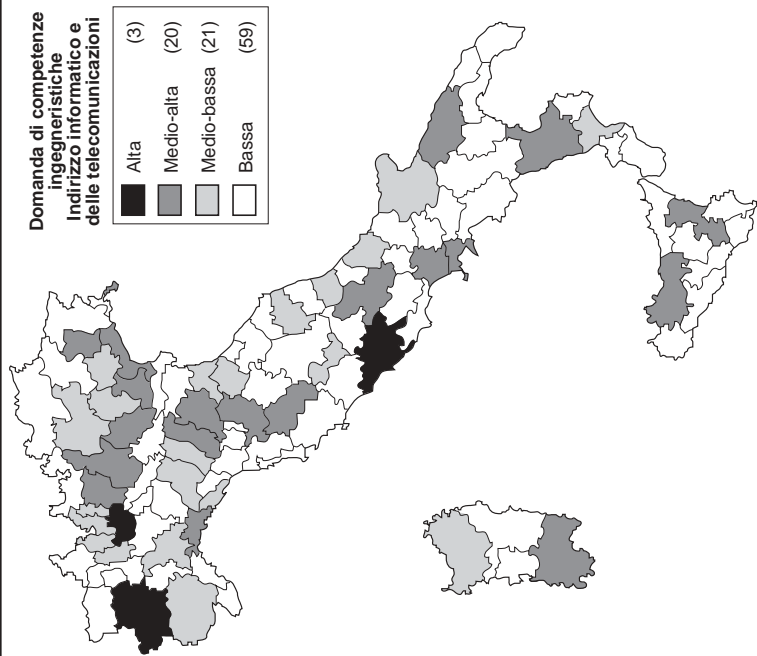 Domanda di competenze
ingegneristiche
Indirizzo informatico e
delle telecomunicazioni
Alta (3)
Medio-alta (20)
Medio-bassa (21)
Bassa (59)